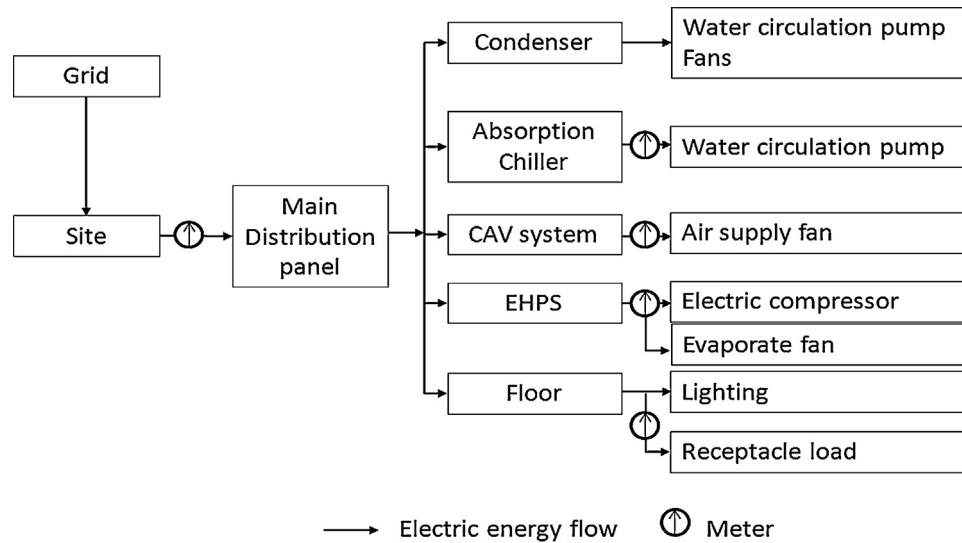 Grid
Site
Main
Distribution
panel
Condenser
Water circulation pump
Fans
Absorption
Chiller
Water circulation pump
CAV system
Air supply fan
EHPS
Electric compressor
Evaporate fan
Floor
Lighting
Receptacle load
Electric energy flow
Meter